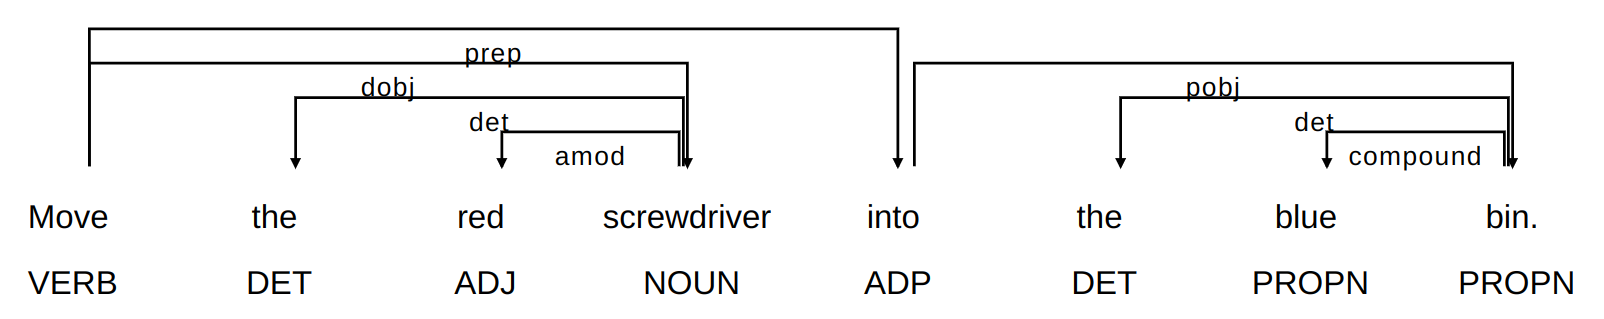 prep
dobj pobj
det det
amod compound
Move the red screwdriver into the blue bin.
VERB DET ADJ NOUN ADP DET PROPN PROPN